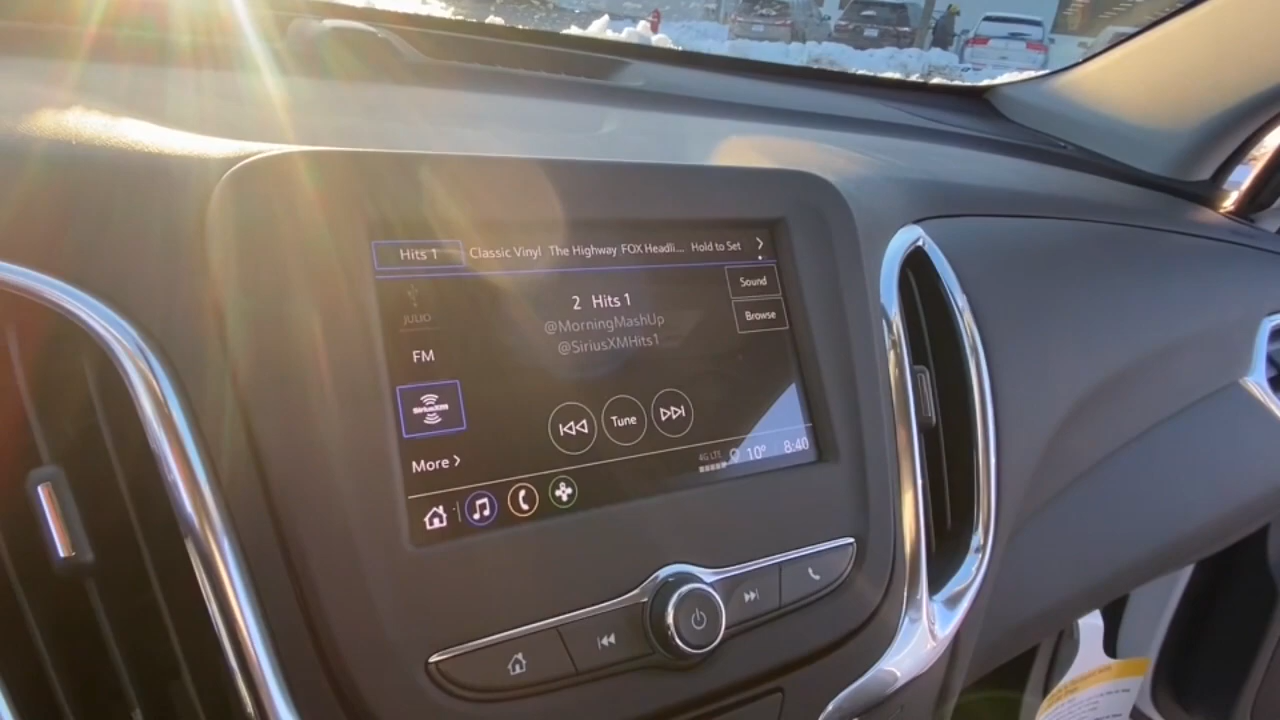 Hits 1 Classic Vinyl The Highway FOX Headli... Hold to Set
Sound
Browse
2 Hits 1
@MorningMashUp
@SiriusXMHits1
JULIO
FM
SiriusXM
Tune
More
4G LTE 10° 8:40